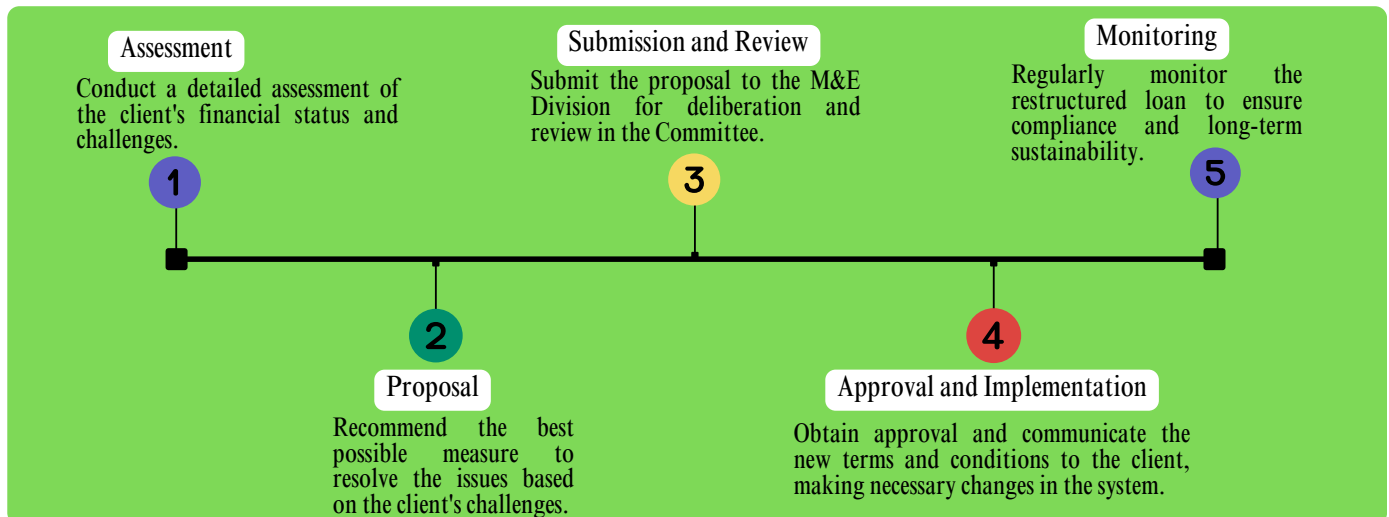 Assessment
Conduct a detailed assessment of
the client's financial status and
challenges.
1
2
Proposal
Recommend the best
possible measure to
resolve the issues based
on the client's challenges.
Submission and Review
Submit the proposal to the M&E
Division for deliberation and
review in the Committee.
3
4
Approval and Implementation
Obtain approval and communicate the
new terms and conditions to the client,
making necessary changes in the system.
Monitoring
Regularly monitor the
restructured loan to ensure
compliance and long-term
sustainability.
5